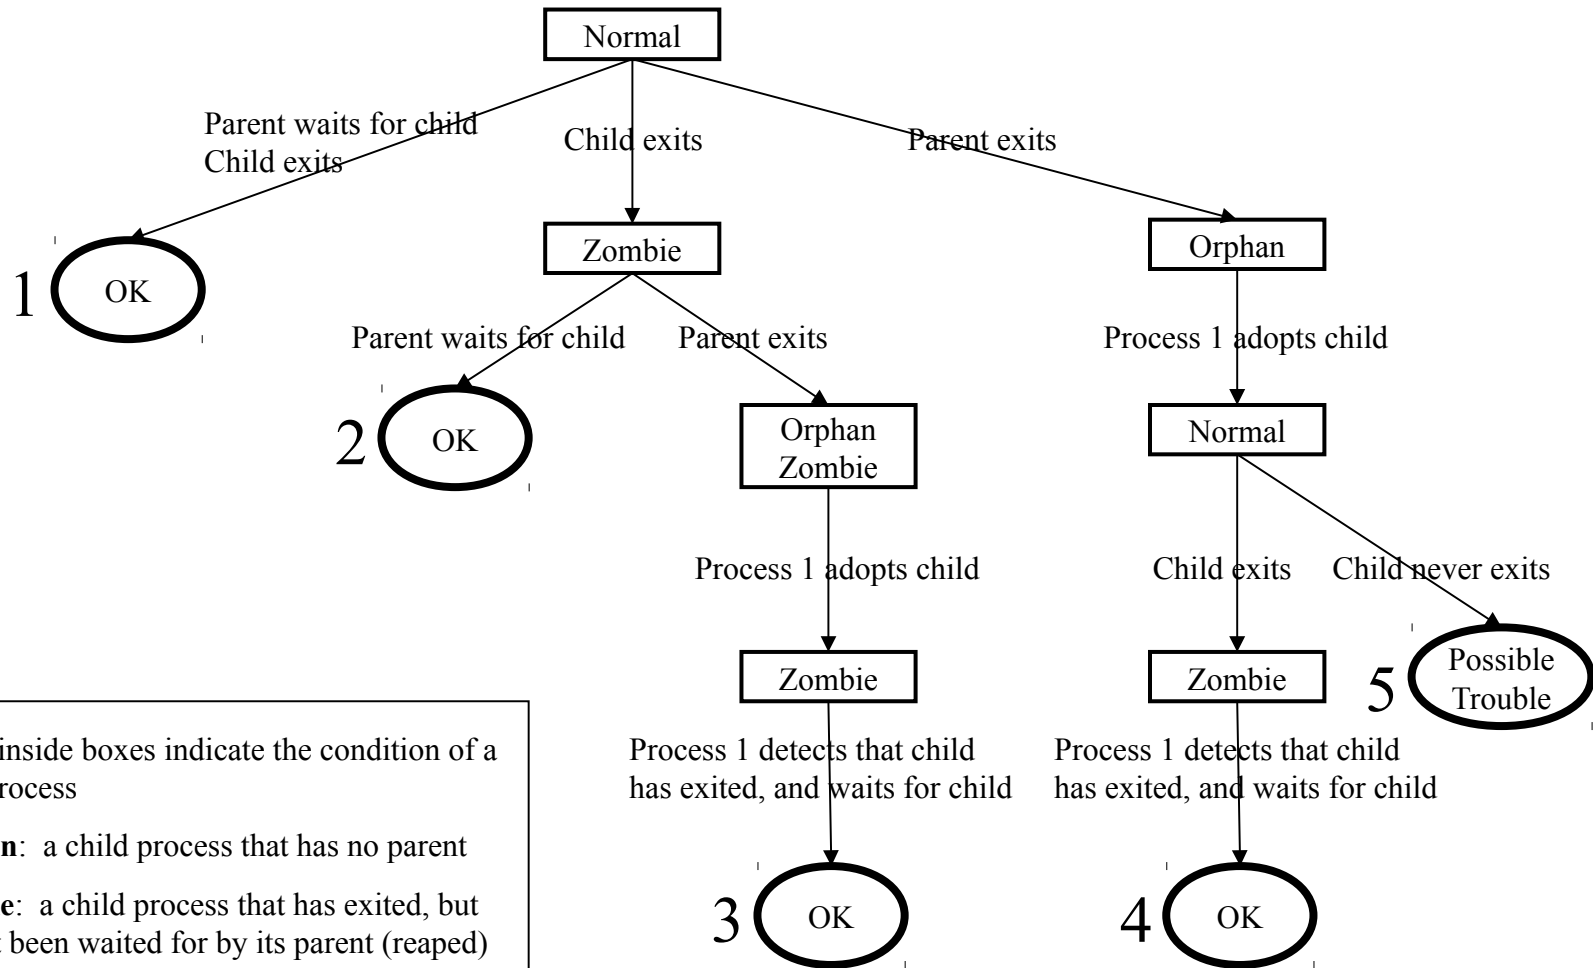 Normal
Parent waits for child
Child exits
Child exits
Parent exits
Zombie
Orphan
1
OK
Parent waits for child
Parent exits
Process 1 adopts child
2
OK
Orphan
Zombie
Normal
Process 1 adopts child
Child exits
Child never exits
Zombie
Zombie
5
Possible
Trouble
Process 1 detects that child
has exited, and waits for child
Process 1 detects that child
has exited, and waits for child
3
OK
4
OK
inside boxes indicate the condition of a
rocess
n: a child process that has no parent
e: a child process that has exited, but
t been waited for by its parent (reaped)